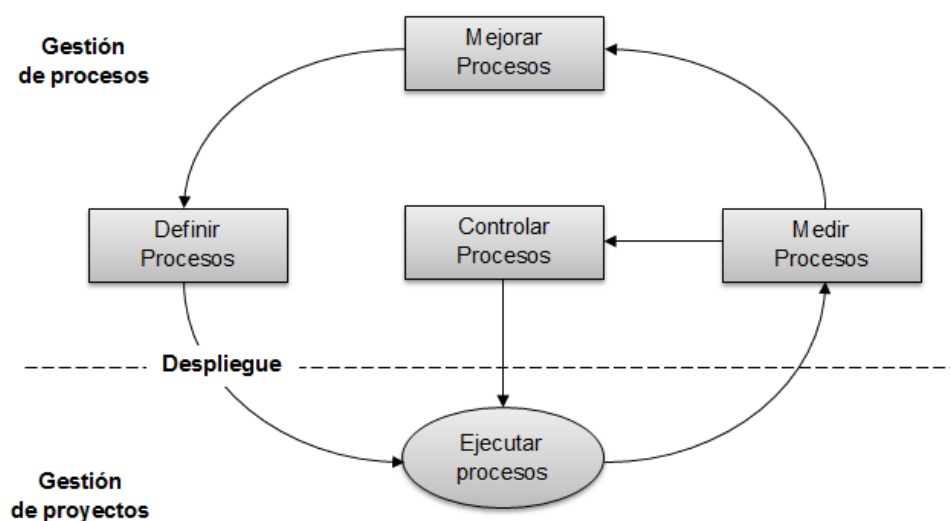 Gestión
de procesos
Mejorar
Procesos
Definir
Procesos
Controlar
Procesos
Medir
Procesos
Despliegue
Ejecutar
procesos
Gestión
de proyectos